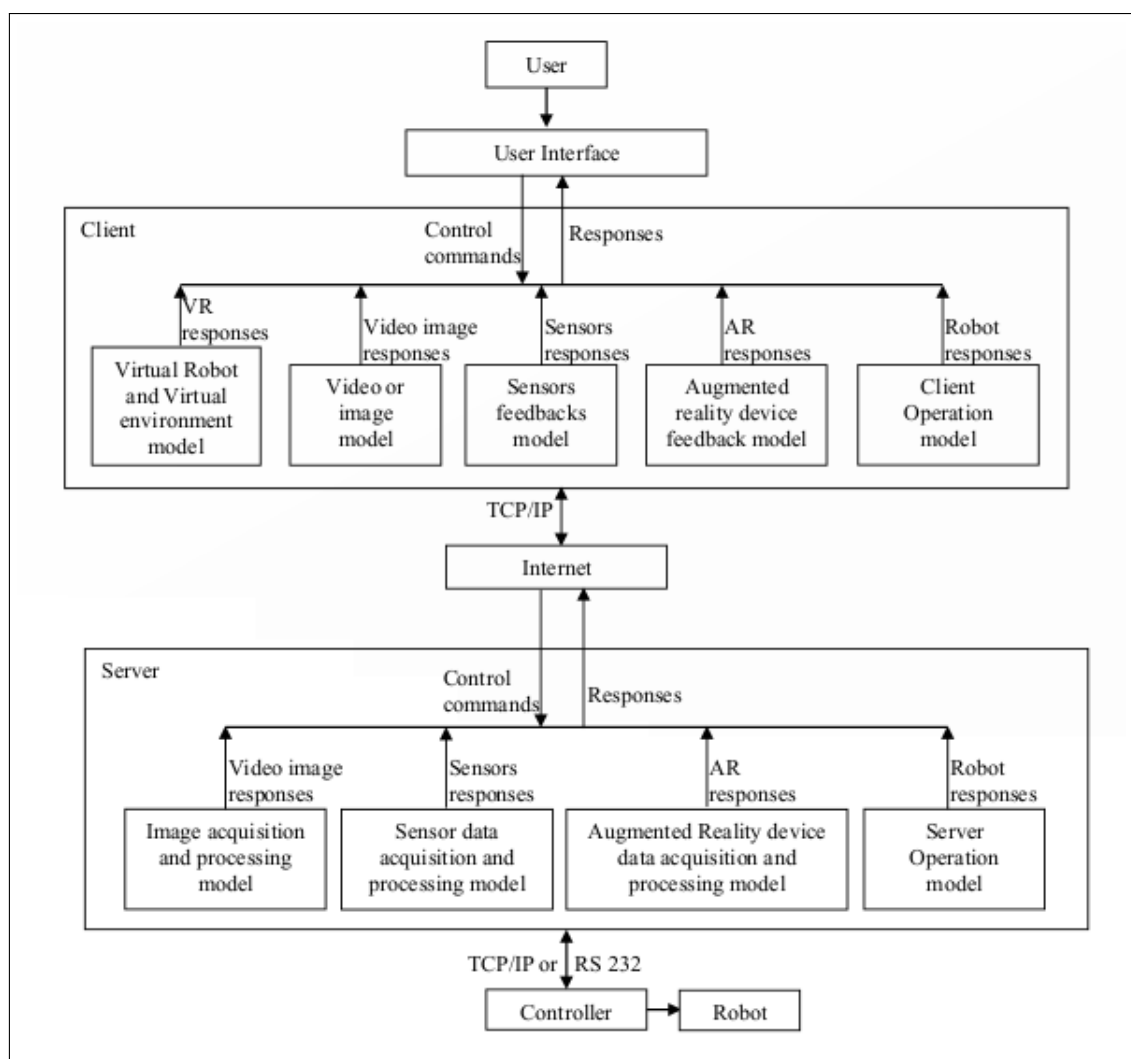 User
User Interface
Client
Control
commands
Responses
VR
responses
Video image
responses
Sensors
responses
AR
responses
Robot
responses
Virtual Robot
and Virtual
environment
model
Video or
image
model
Sensors
feedbacks
model
Augmented
reality device
feedback model
Client
Operation
model
TCP/IP
Internet
Server
Control
commands
Responses
Video image
responses
Sensors
responses
AR
responses
Robot
responses
Image acquisition
and processing
model
Sensor data
acquisition and
processing model
Augmented Reality device
data acquisition and
processing model
Server
Operation
model
TCP/IP or RS 232
Controller
Robot